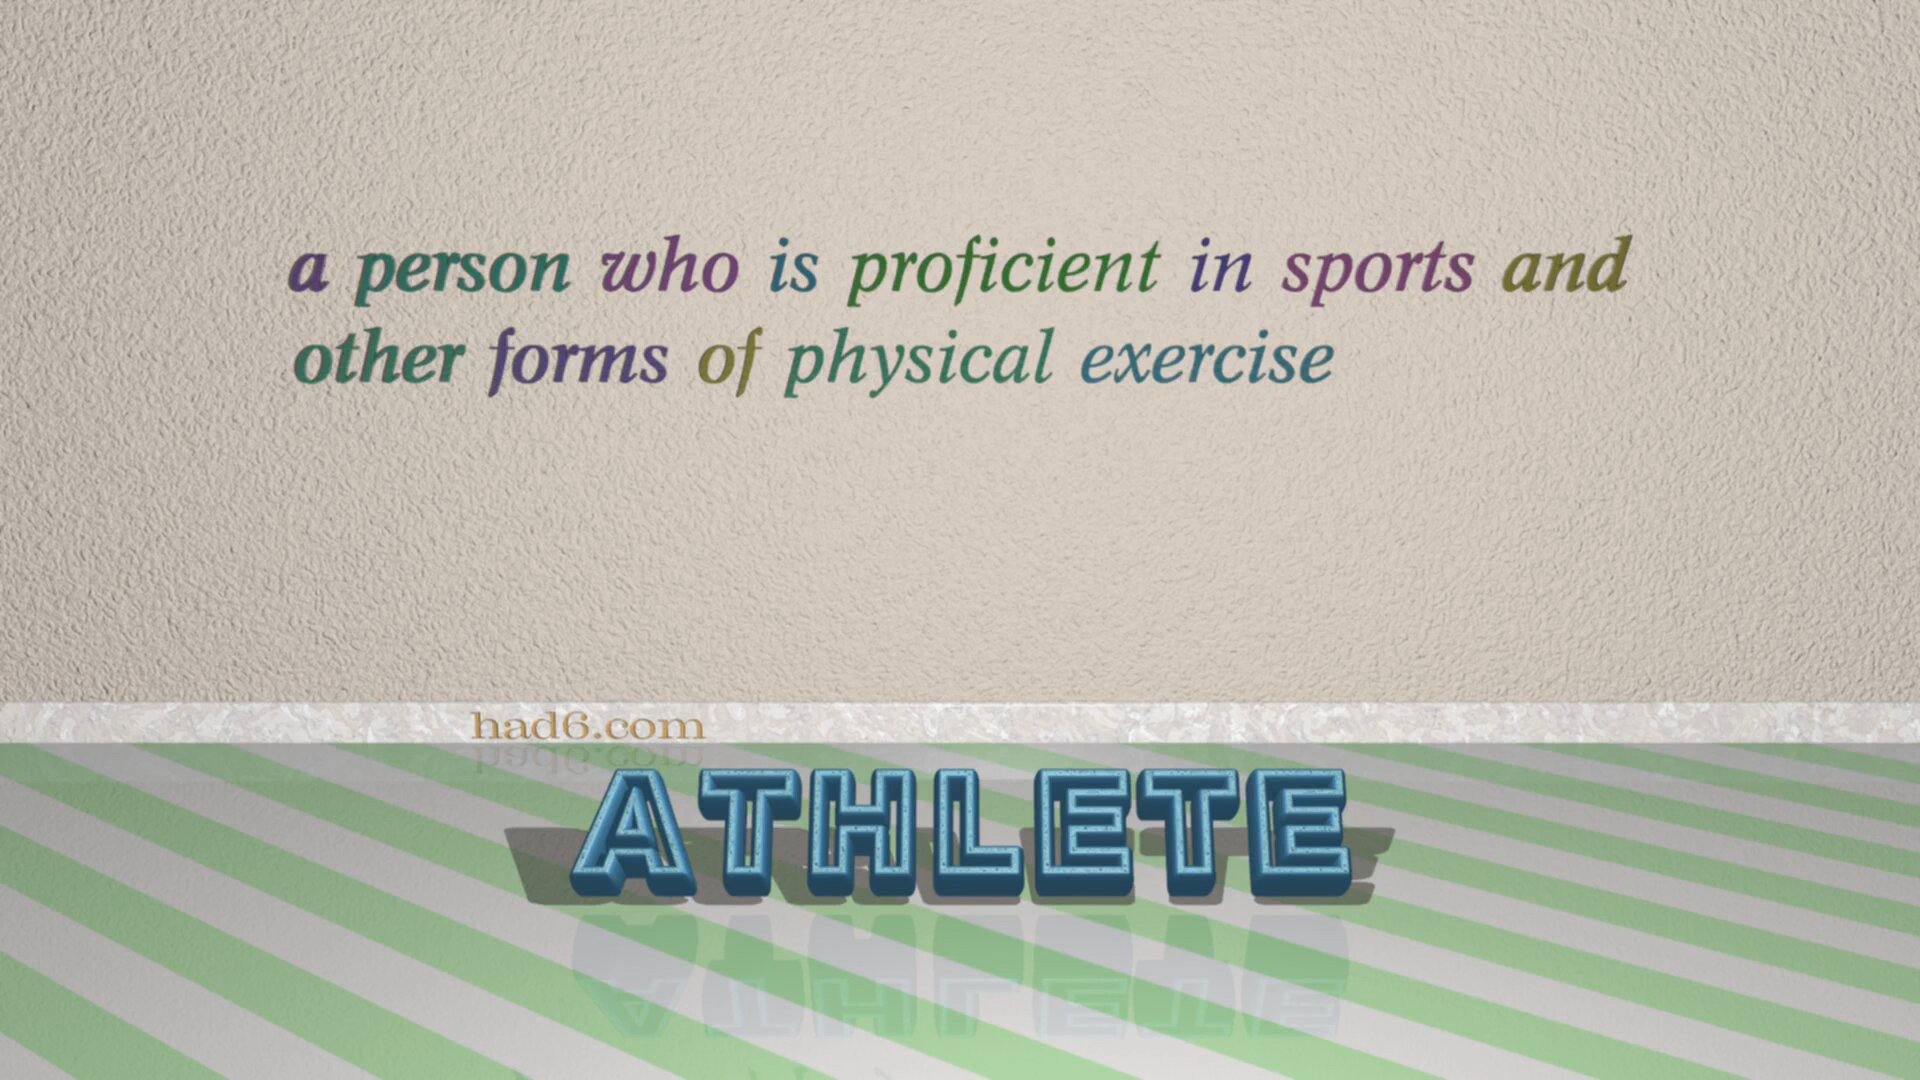 a person who is proficient in sports and
other forms of physical exercise
had6.com
ATHLETE